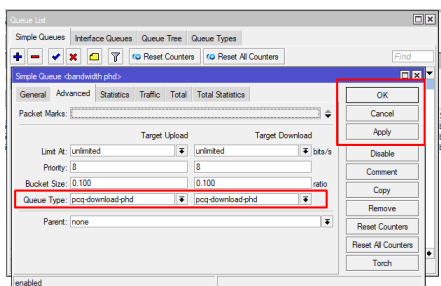 Queue List
Simple Queues Interface Queues Queue Tree Queue Types
Reset Counters Reset All Counters Find
Simple Queue <bandwidth phd>
General Advanced Statistics Traffic Total Total Statistics
OK
Packet Marks:
Cancel
Target Upload Target Download
Apply
Limit At: unlimited unlimited bits/s
Disable
Priority: 8 8
Comment
Bucket Size: 0.100 0.100 ratio
Copy
Queue Type: pcq-download-phd pcq-download-phd
Remove
Parent: none
Reset Counters
Reset All Counters
Torch
enabled